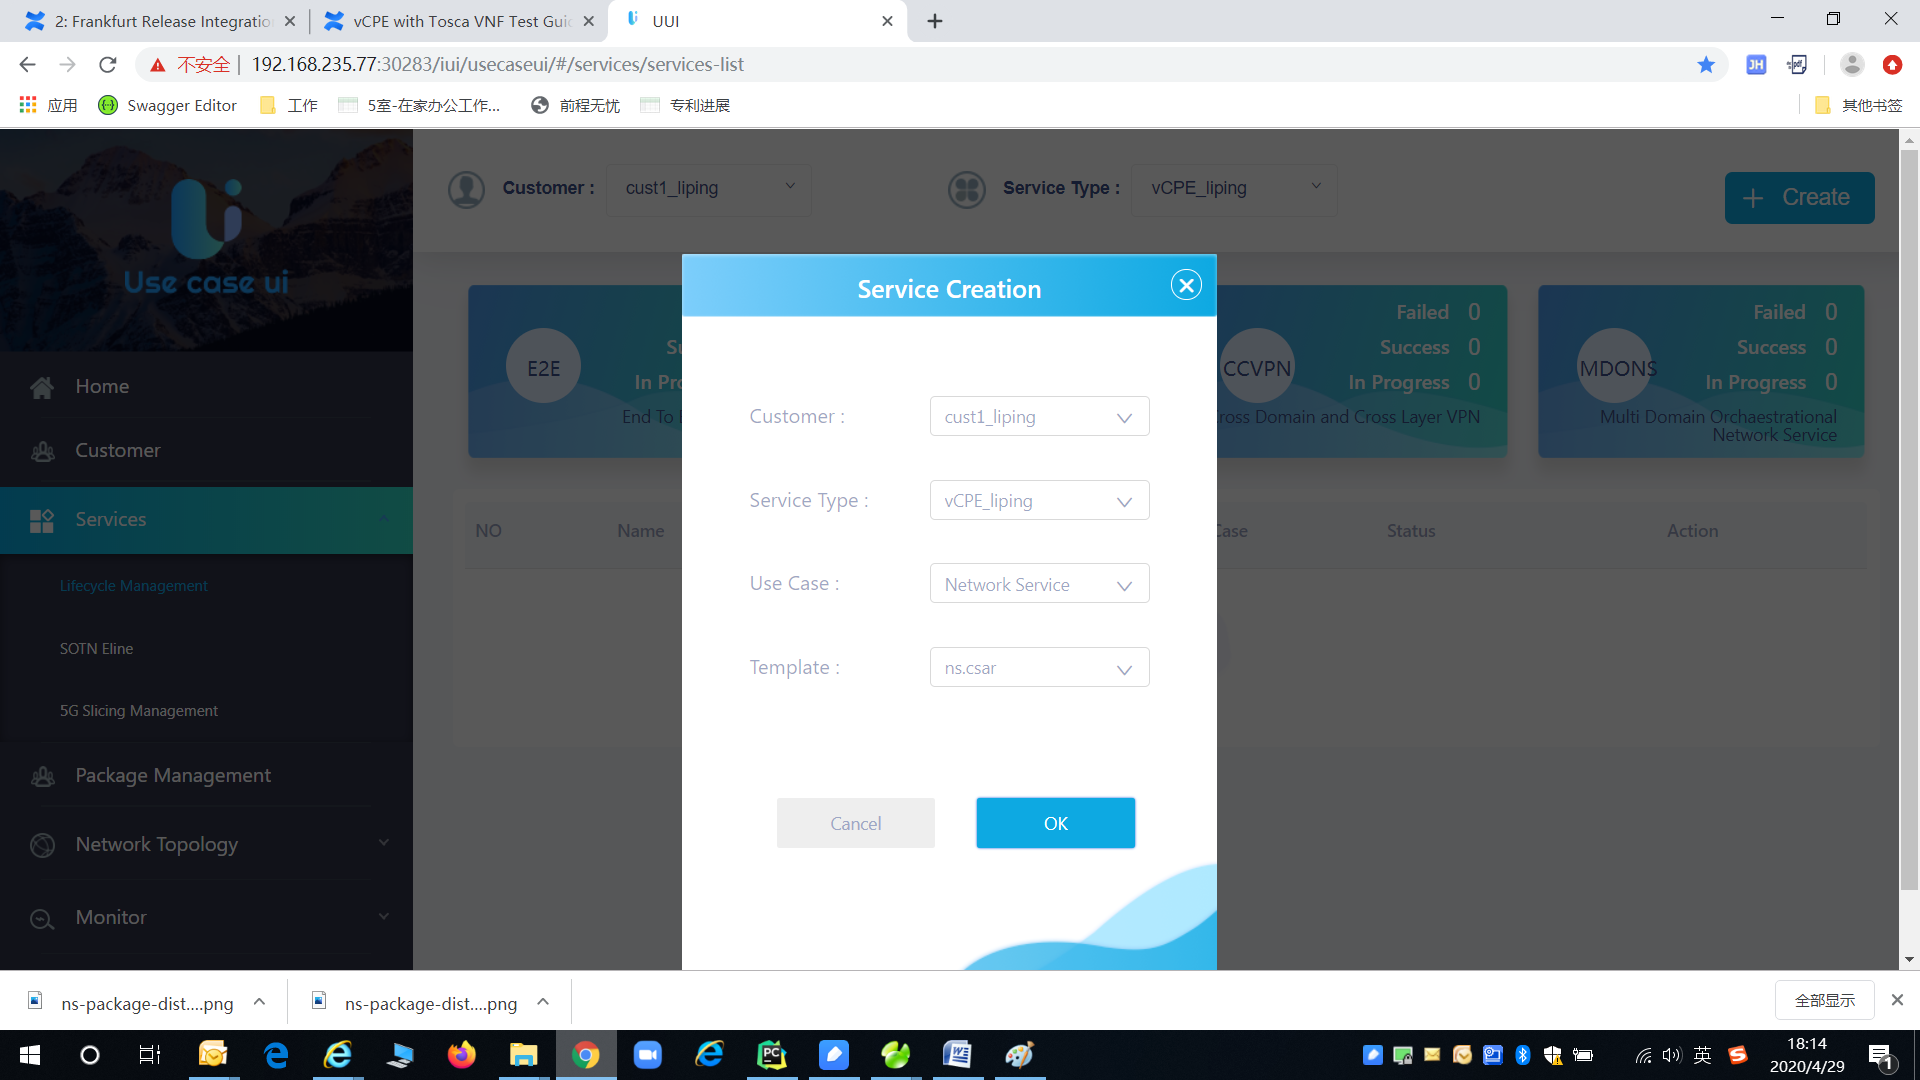 2: Frankfurt Release Integratio
vCPE with Tosca VNF Test Guid
UUI
不安全
192.168.235.77:30283/iui/usecaseui/#/services/services-list
应用
Swagger Editor
工作
5室-在家办公工作...
前程无忧
专利进展
其他书签
Use case ui
Customer :
cust1_liping
Service Type :
vCPE_liping
+ Create
Home
Customer
Services
Lifecycle Management
SOTN Eline
5G Slicing Management
Package Management
Network Topology
Monitor
E2E
Su
In Pro
End To
CCVPN
Failed 0
Success 0
In Progress 0
ross Domain and Cross Layer VPN
MDONS
Failed 0
Success 0
In Progress 0
Multi Domain Orchaestrational
Network Service
NO
Name
Case
Status
Action
Service Creation
Customer :
cust1_liping
Service Type :
vCPE_liping
Use Case :
Network Service
Template :
ns.csar
Cancel
OK
ns-package-dist....png
ns-package-dist....png
全部显示
英
18:14
2020/4/29
1